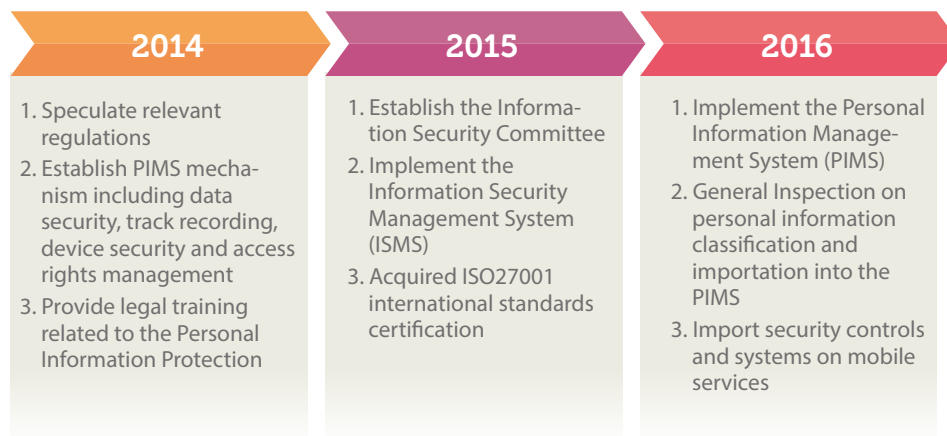 2014
1. Speculate relevant
regulations
2. Establish PIMS mecha-
nism including data
security, track recording,
device security and access
rights management
3. Provide legal training
related to the Personal
Information Protection
2015
1. Establish the Informa-
tion Security Committee
2. Implement the
Information Security
Management System
(ISMS)
3. Acquired ISO27001
international standards
certification
2016
1. Implement the Personal
Information Manage-
ment System (PIMS)
2. General Inspection on
personal information
classification and
importation into the
PIMS
3. Import security controls
and systems on mobile
services